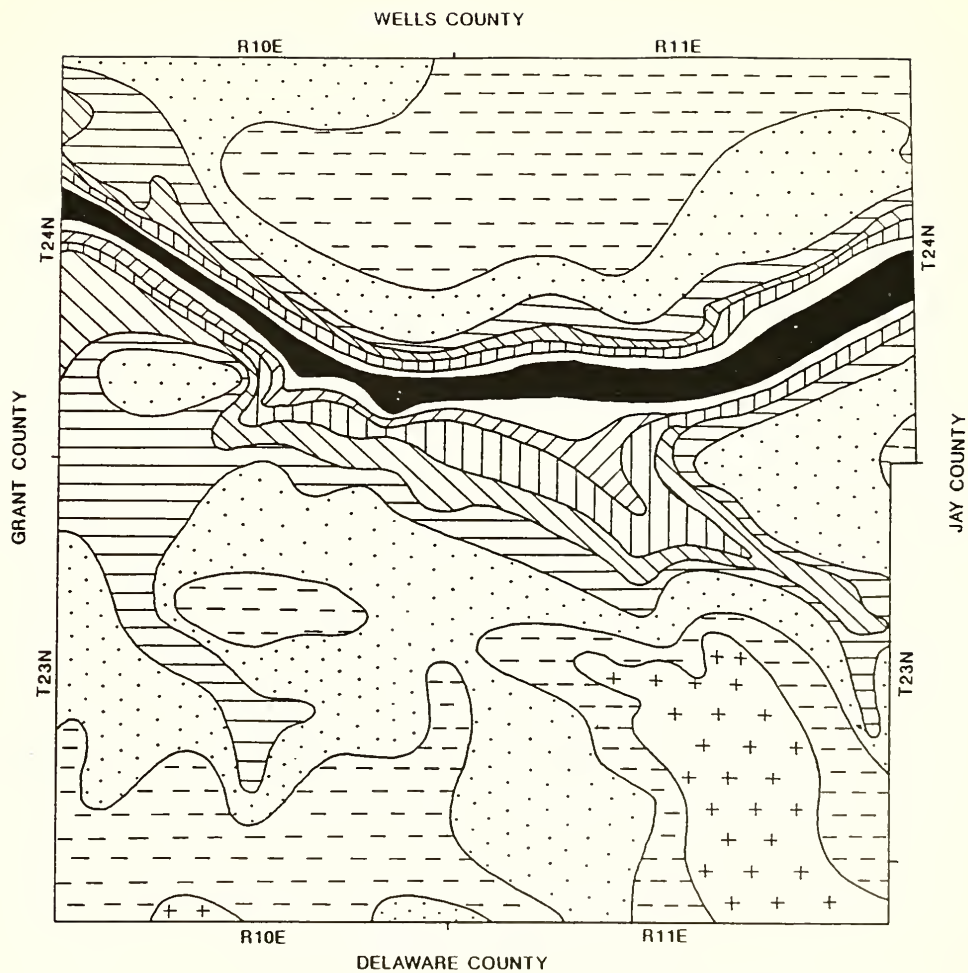 WELLS COUNTY
R10E R11E
T24N T24N
GRANT COUNTY
JAY COUNTY
T23N T23N
R10E R11E
DELAWARE COUNTY